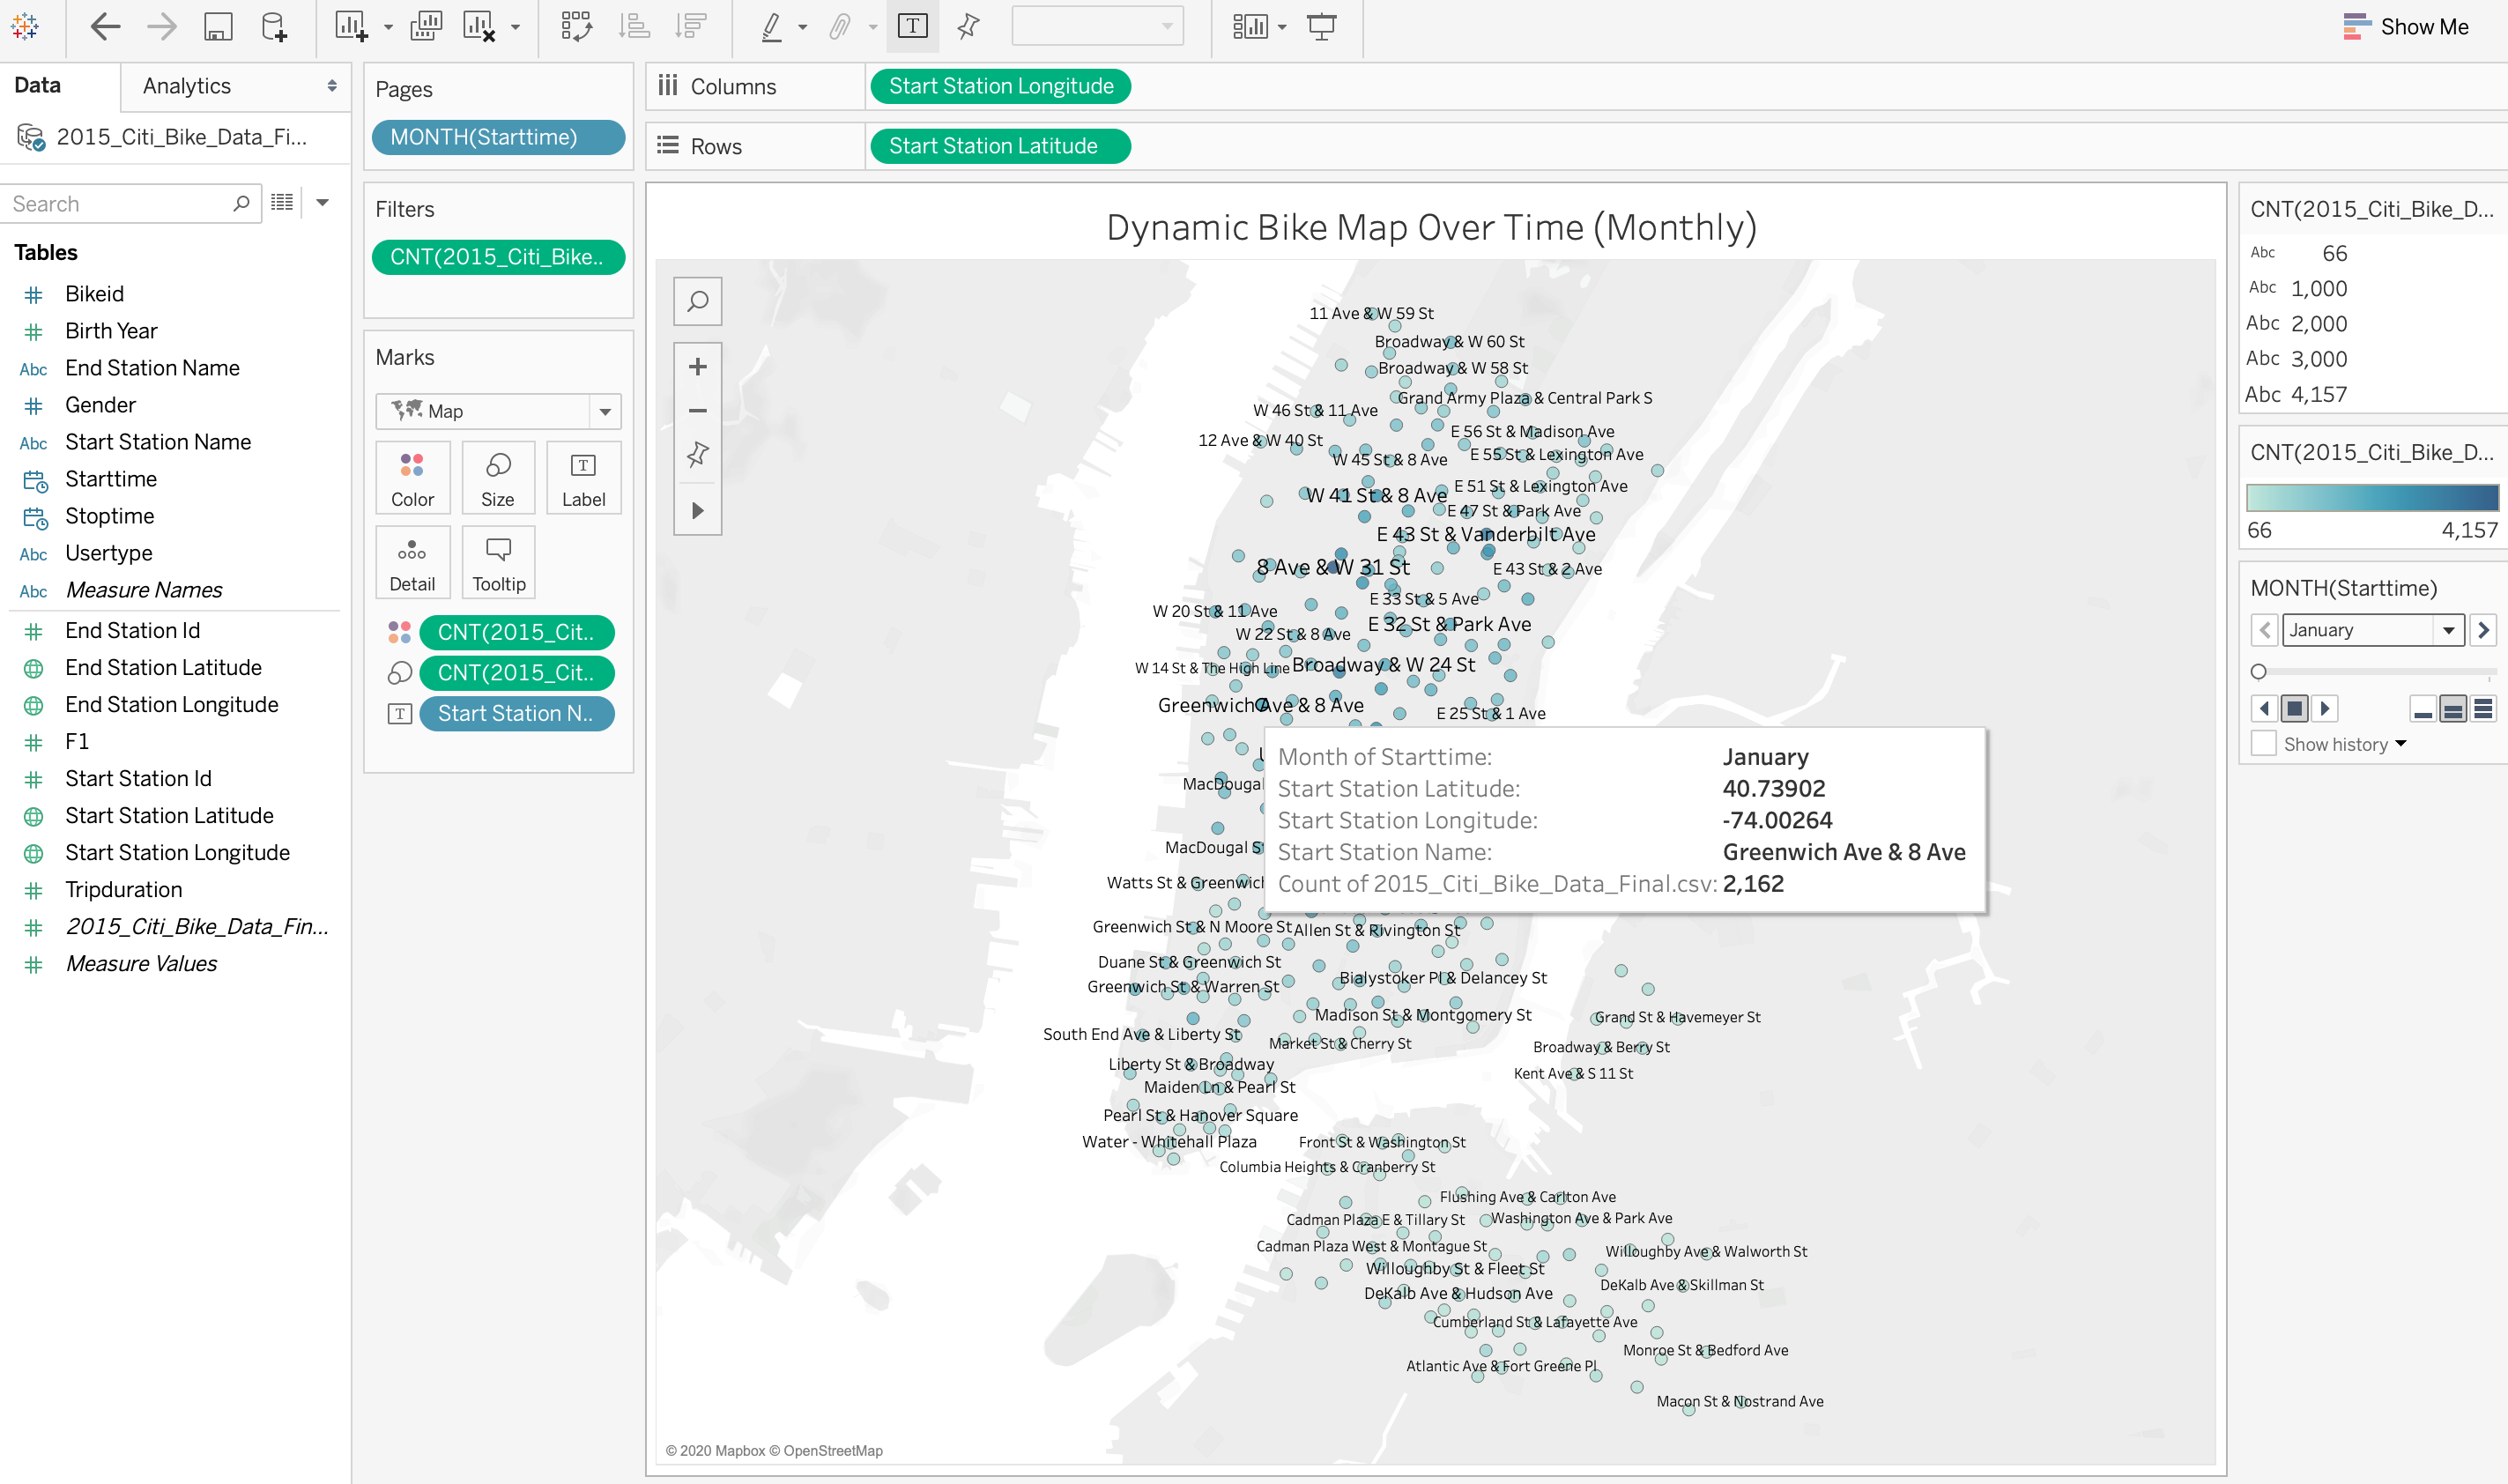 Show Me
Data
Analytics
2015_Citi_Bike_Data_Fi...
Search
Tables
Bikeid
Birth Year
Abc End Station Name
Gender
Abc Start Station Name
Starttime
Stoptime
Abc Usertype
Abc Measure Names
End Station Id
End Station Latitude
End Station Longitude
F1
Start Station Id
Start Station Latitude
Start Station Longitude
Tripduration
2015_Citi_Bike_Data_Fin...
Measure Values
Pages
MONTH(Starttime)
Filters
CNT(2015_Citi_Bike..
Marks
Map
Color
Size
T
Label
Detail
Tooltip
CNT(2015_Cit..
CNT(2015_Cit..
T Start Station N..
T
Columns Start Station Longitude
Rows Start Station Latitude
Dynamic Bike Map Over Time (Monthly)
11 Ave & W 59 St
Broadway & W 60 St
Broadway & W 58 St
Grand Army Plaza & Central Park S
W 46 St & 11 Ave
E 56 St & Madison Ave
12 Ave & W 40 St
E 55 St & Lexington Ave
W 45 St & 8 Ave
E 51 St & Lexington Ave
W 41 St & 8 Ave
E 47 St & Park Ave
E 43 St & Vanderbilt Ave
8 Ave & W 31 St
E 43 St & 2 Ave
E 33 St & 5 Ave
W 20 St & 11 Ave
E 32 St & Park Ave
W 22 St & 8 Ave
W 14 St & The High Line
Broadway & W 24 St
Greenwich Ave & 8 Ave
E 25 St & 1 Ave
MacDougal
MacDougal S
Watts St & Greenwich
Month of Starttime: January
Start Station Latitude: 40.73902
Start Station Longitude: -74.00264
Start Station Name: Greenwich Ave & 8 Ave
Count of 2015_Citi_Bike_Data_Final.csv: 2,162
Greenwich St & N Moore St
Allen St & Rivington St
Duane St & Greenwich St
Bialystoker Pl & Delancey St
Greenwich St & Warren St
Madison St & Montgomery St
Grand St & Havemeyer St
South End Ave & Liberty St
Market St & Cherry St
Broadway & Berry St
Liberty St & Broadway
Kent Ave & S 11 St
Maiden Ln & Pearl St
Pearl St & Hanover Square
Water - Whitehall Plaza
Front St & Washington St
Columbia Heights & Cranberry St
Flushing Ave & Carlton Ave
Cadman Plaza E & Tillary St
Washington Ave & Park Ave
Cadman Plaza West & Montague St
Willoughby Ave & Walworth St
Willoughby St & Fleet St
DeKalb Ave & Skillman St
DeKalb Ave & Hudson Ave
Cumberland St & Lafayette Ave
Monroe St & Bedford Ave
Atlantic Ave & Fort Greene Pl
Macon St & Nostrand Ave
© 2020 Mapbox © OpenStreetMap
CNT(2015_Citi_Bike_D...
Abc 66
Abc 1,000
Abc 2,000
Abc 3,000
Abc 4,157
CNT(2015_Citi_Bike_D...
66 4,157
MONTH(Starttime)
January
Show history